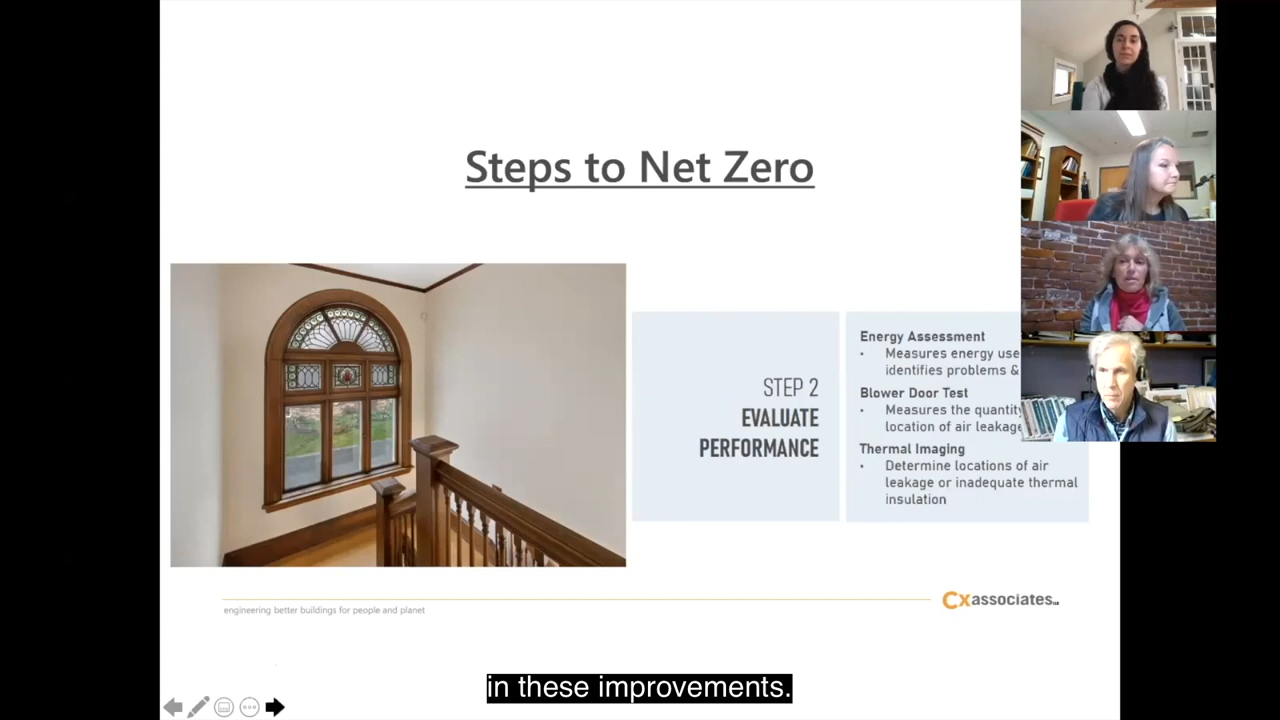 Steps to Net Zero
STEP 2
EVALUATE
PERFORMANCE
Energy Assessment
• Measures energy use
identifies problems &
Blower Door Test
• Measures the quantity
location of air leakage
Thermal Imaging
• Determine locations of air
leakage or inadequate thermal
insulation
engineering better buildings for people and planet
Cx associates
in these improvements.